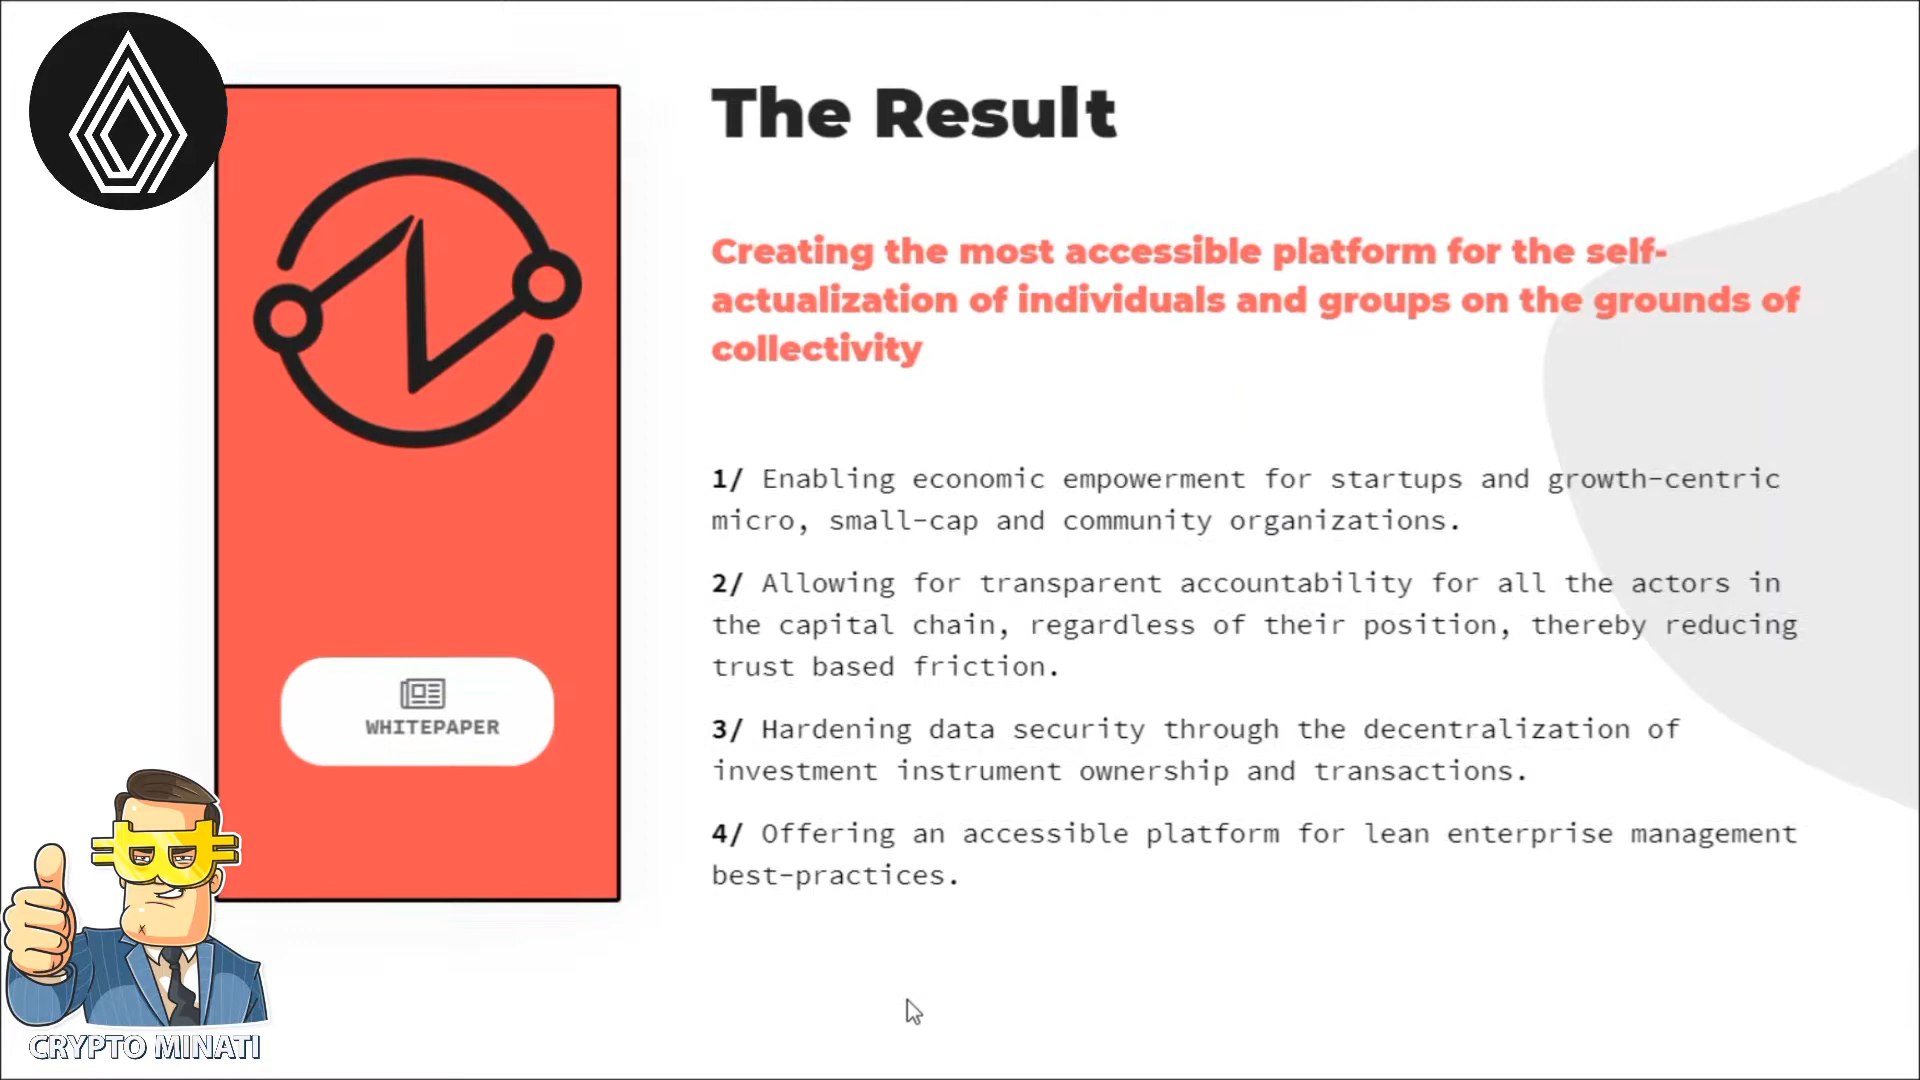 The Result
Creating the most accessible platform for the self-
actualization of individuals and groups on the grounds of
collectivity
1/ Enabling economic empowerment for startups and growth-centric
micro, small-cap and community organizations.
2/ Allowing for transparent accountability for all the actors in
the capital chain, regardless of their position, thereby reducing
trust based friction.
3/ Hardening data security through the decentralization of
investment instrument ownership and transactions.
4/ Offering an accessible platform for lean enterprise management
best-practices.
WHITEPAPER
CRYPTO MINATI